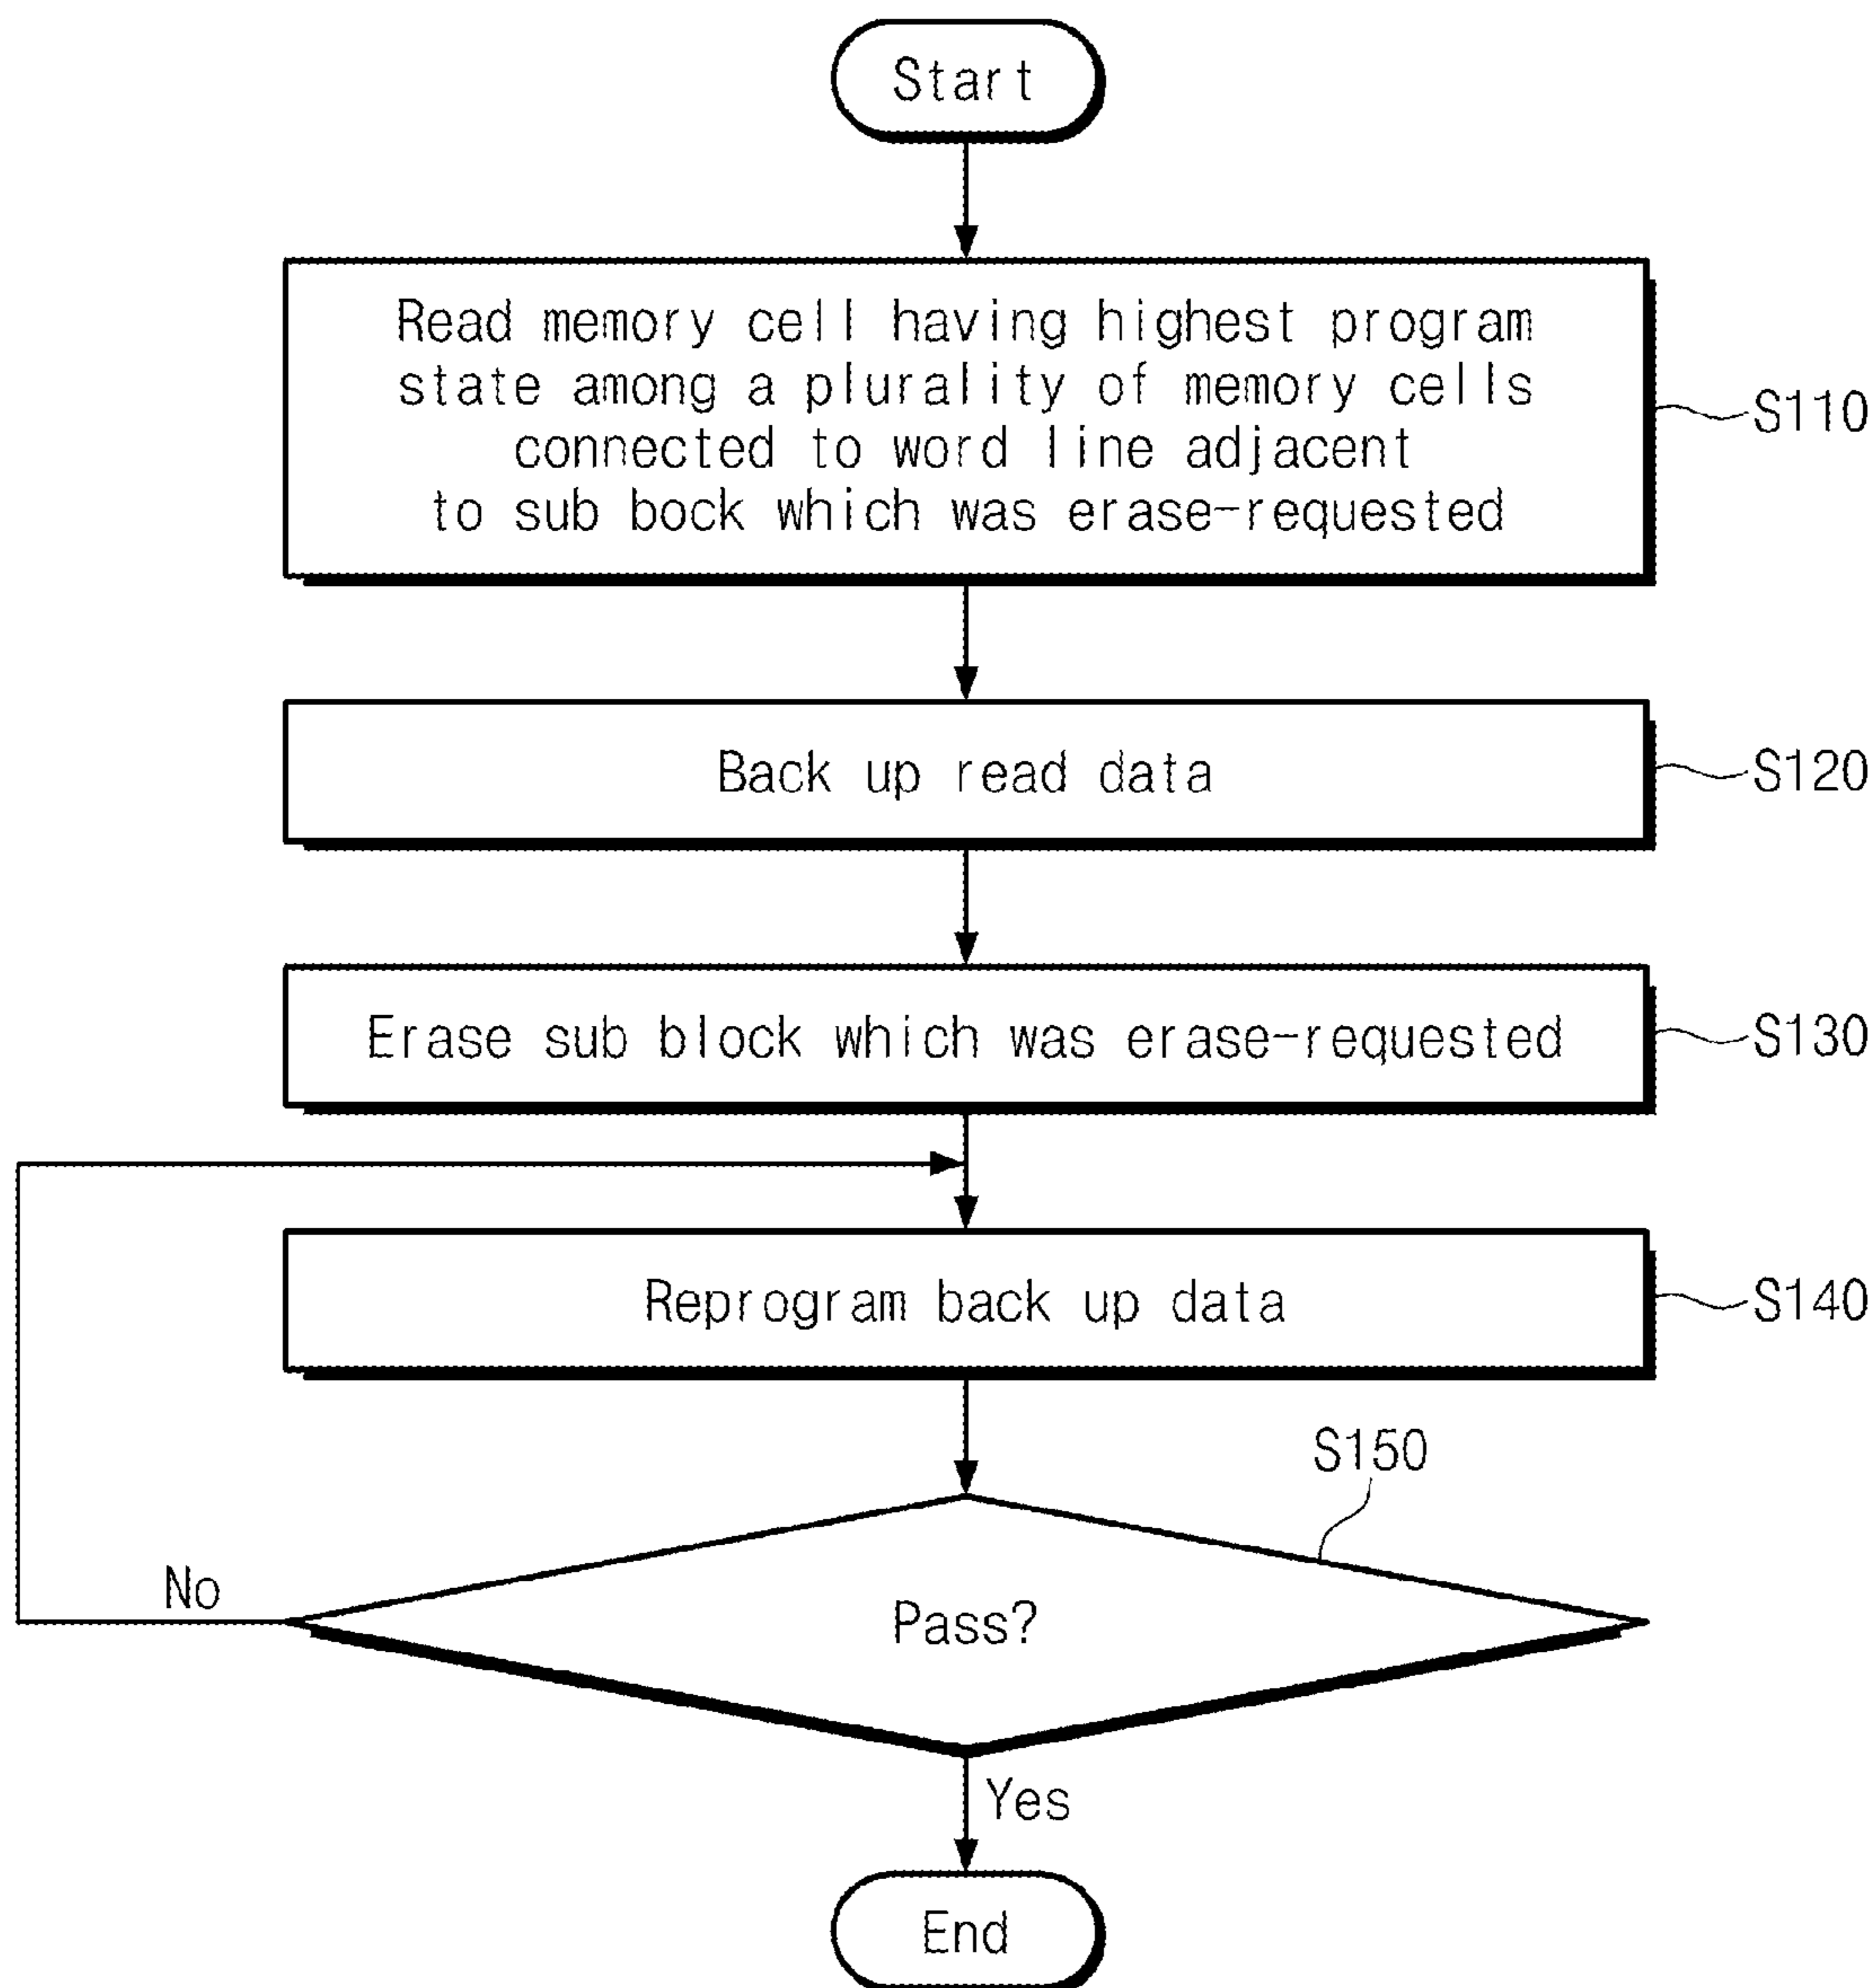 Start
Read memory cell having highest program
state among a plurality of memory cells
connected to word line adjacent
to sub bock which was erase-requested
S110
Back up read data
S120
Erase sub block which was erase-requested
S130
Reprogram back up data
S140
S150
No
Pass?
Yes
End